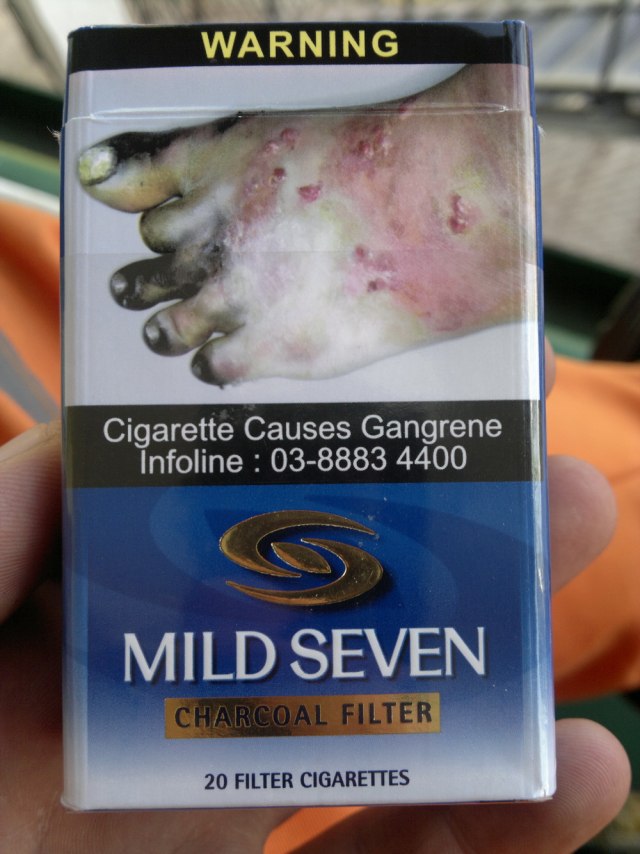 WARNING
Cigarette Causes Gangrene
Infoline : 03-8883 4400
MILD SEVEN
CHARCOAL FILTER
20 FILTER CIGARETTES